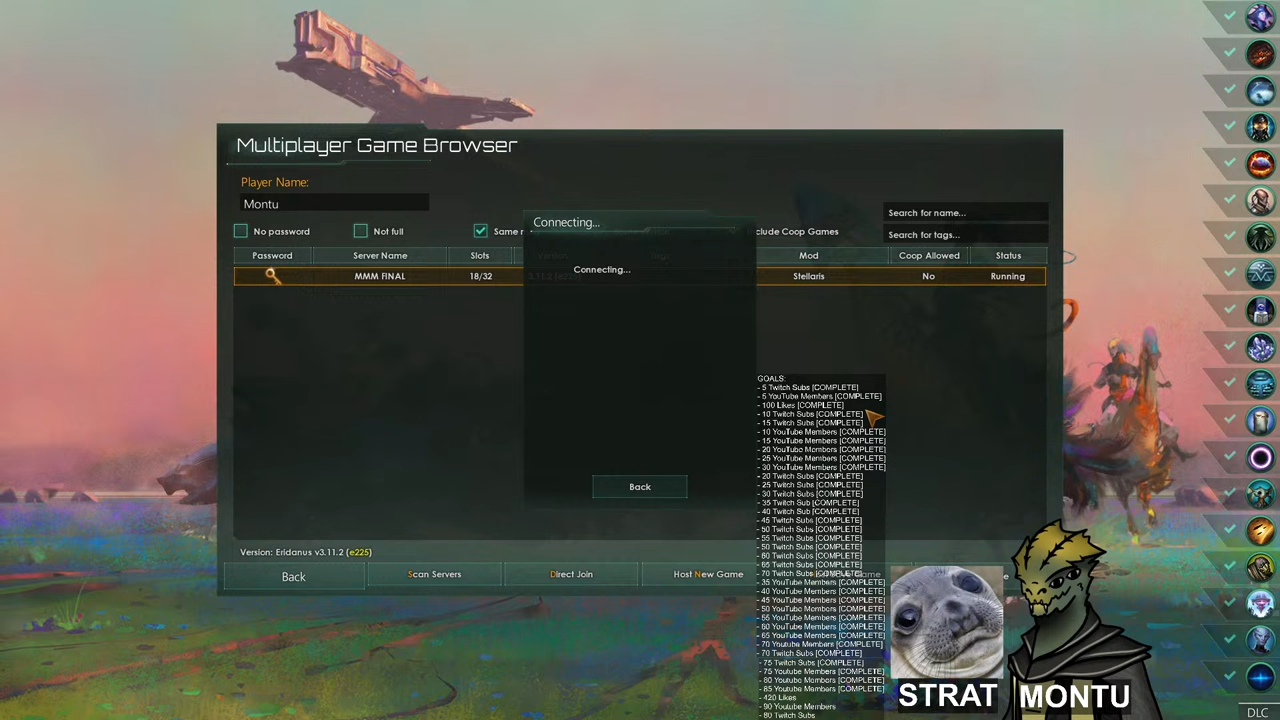 Multiplayer Game Browser
Player Name:
Montu
Search for name...
Search for tags...
No password
Not full
Same
Include Coop Games
Connecting...
Connecting...
Password
Server Name
Slots
Mod
Coop Allowed
Status
MMM FINAL
18/32
Stellaris
No
Running
Back
GOALS:
- 5 Twitch Subs [COMPLETE]
- 5 YouTube Members [COMPLETE]
- 100 Likes [COMPLETE]
- 10 Twitch Subs [COMPLETE]
- 15 Twitch Subs [COMPLETE]
- 10 YouTube Members [COMPLETE]
- 15 YouTube Members [COMPLETE]
- 20 YouTube Members [COMPLETE]
- 25 YouTube Members [COMPLETE]
- 30 YouTube Members [COMPLETE]
- 20 Twitch Subs [COMPLETE]
- 25 Twitch Subs [COMPLETE]
- 30 Twitch Subs [COMPLETE]
- 35 Twitch Sub [COMPLETE]
- 40 Twitch Sub [COMPLETE]
- 45 Twitch Subs [COMPLETE]
- 50 Twitch Subs [COMPLETE]
- 55 Twitch Subs [COMPLETE]
- 50 Twitch Subs [COMPLETE]
- 60 Twitch Subs [COMPLETE]
- 65 Twitch Subs [COMPLETE]
- 70 Twitch Subs [COMPLETE]
- 35 YouTube Members [COMPLETE]
- 40 YouTube Members [COMPLETE]
- 45 YouTube Members [COMPLETE]
- 50 YouTube Members [COMPLETE]
- 55 YouTube Members [COMPLETE]
- 60 YouTube Members [COMPLETE]
- 65 YouTube Members [COMPLETE]
- 70 YouTube Members [COMPLETE]
- 70 Twitch Subs [COMPLETE]
- 75 Twitch Subs [COMPLETE]
- 75 Youtube Members [COMPLETE]
- 80 Youtube Members [COMPLETE]
- 85 Youtube Members [COMPLETE]
- 420 Likes
- 90 Youtube Members
- 80 Twitch Subs
Version: Eridanus v3.11.2 (e225)
Back
Scan Servers
Direct Join
Host New Game
STRAT
MONTU
DLC